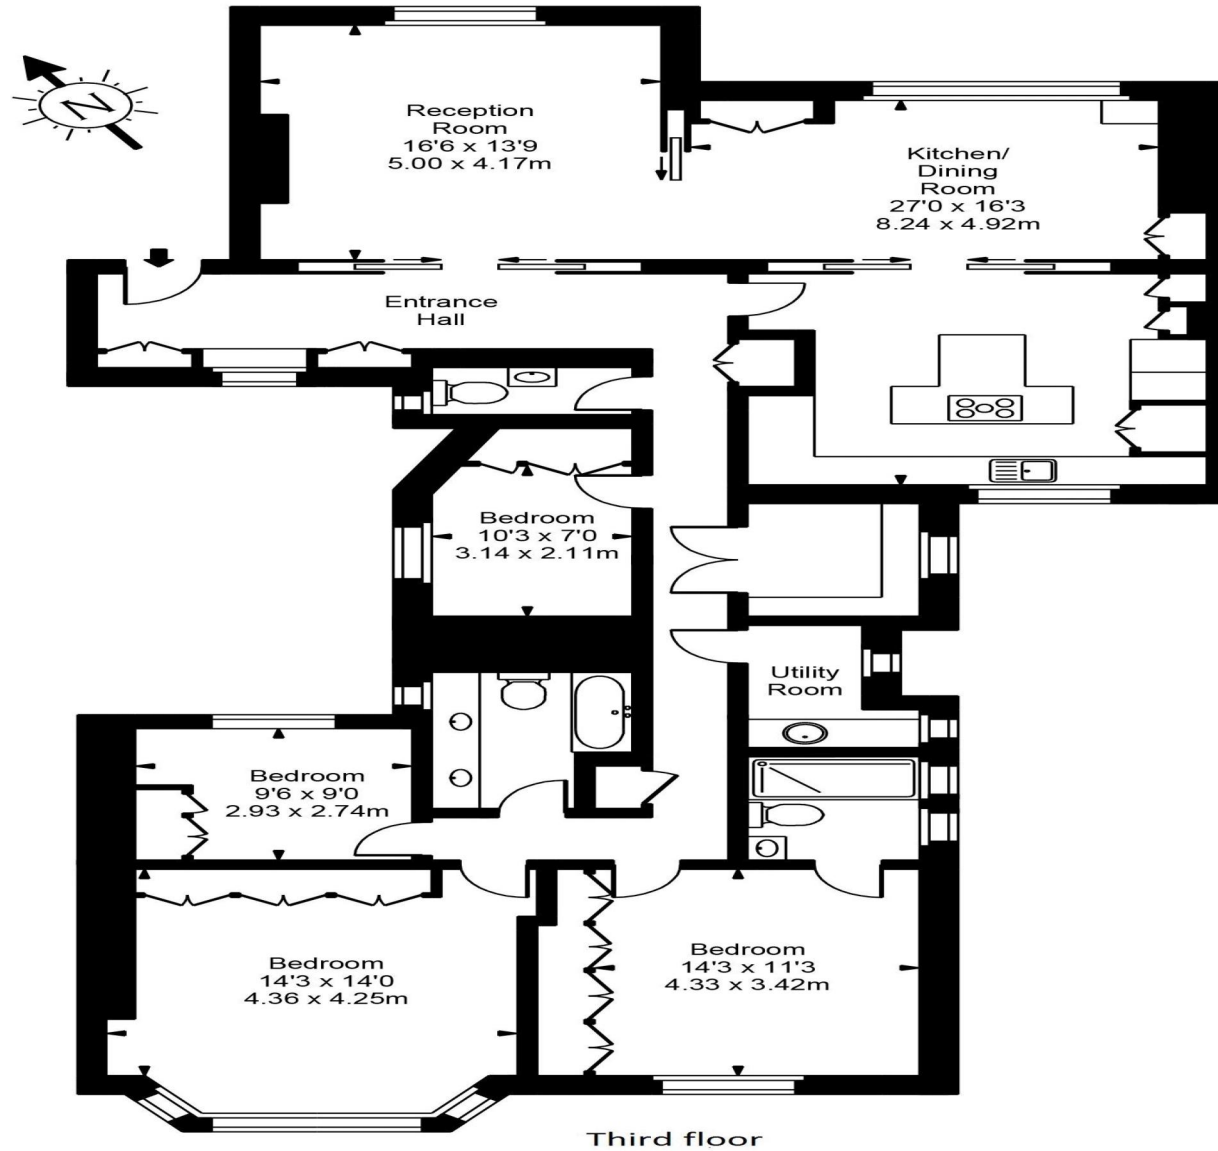 N
Reception
Room
16'6 x 13'9
5.00 x 4.17m
Kitchen/
Dining
Room
27'0 x 16'3
8.24 x 4.92m
Entrance
Hall
Bedroom
10'3 x 7'0
3.14 x 2.11m
Utility
Room
Bedroom
9'6 x 9'0
2.93 x 2.74m
Bedroom
14'3 x 14'0
4.36 x 4.25m
Bedroom
14'3 x 11'3
4.33 x 3.42m
Third floor